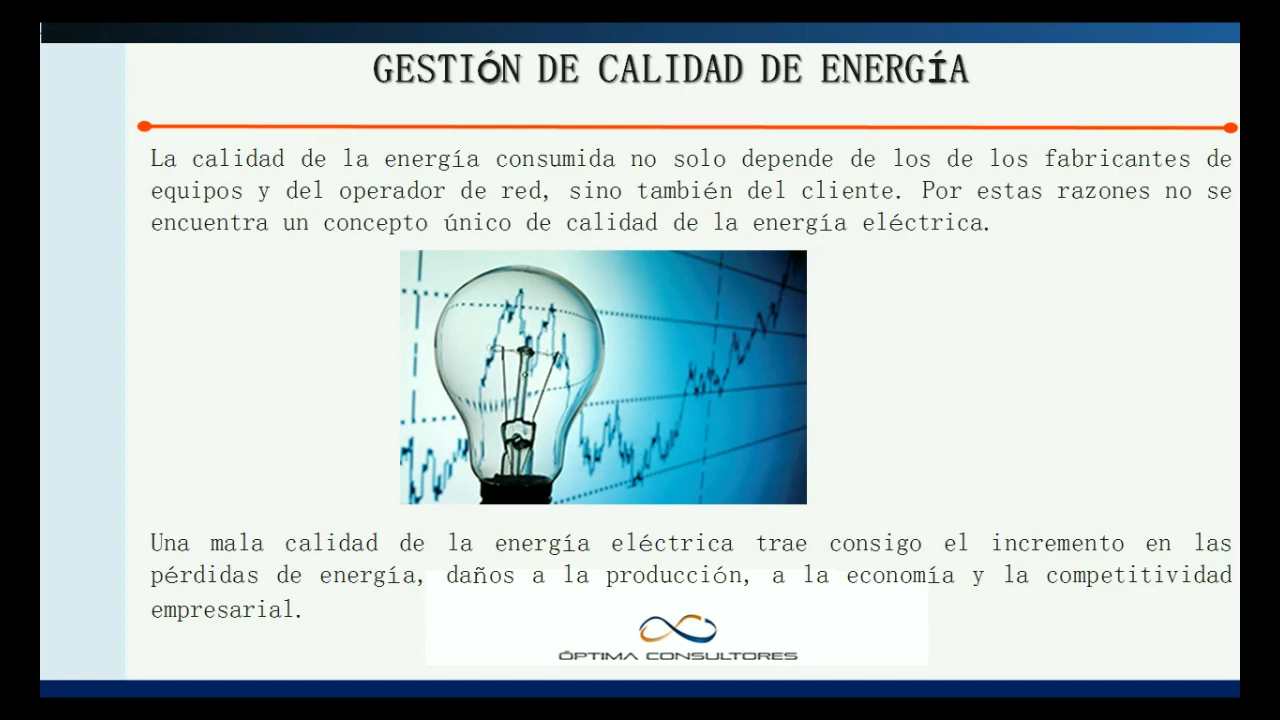 GESTIÓN DE CALIDAD DE ENERGÍA
La calidad de la energía consumida no solo depende de los de los fabricantes de
equipos y del operador de red, sino también del cliente. Por estas razones no se
encuentra un concepto único de calidad de la energía eléctrica.
Una mala calidad de la energía eléctrica trae consigo el incremento en las
pérdidas de energía, daños a la producción, a la economía y la competitividad
empresarial.
ÓPTIMA CONSULTORES